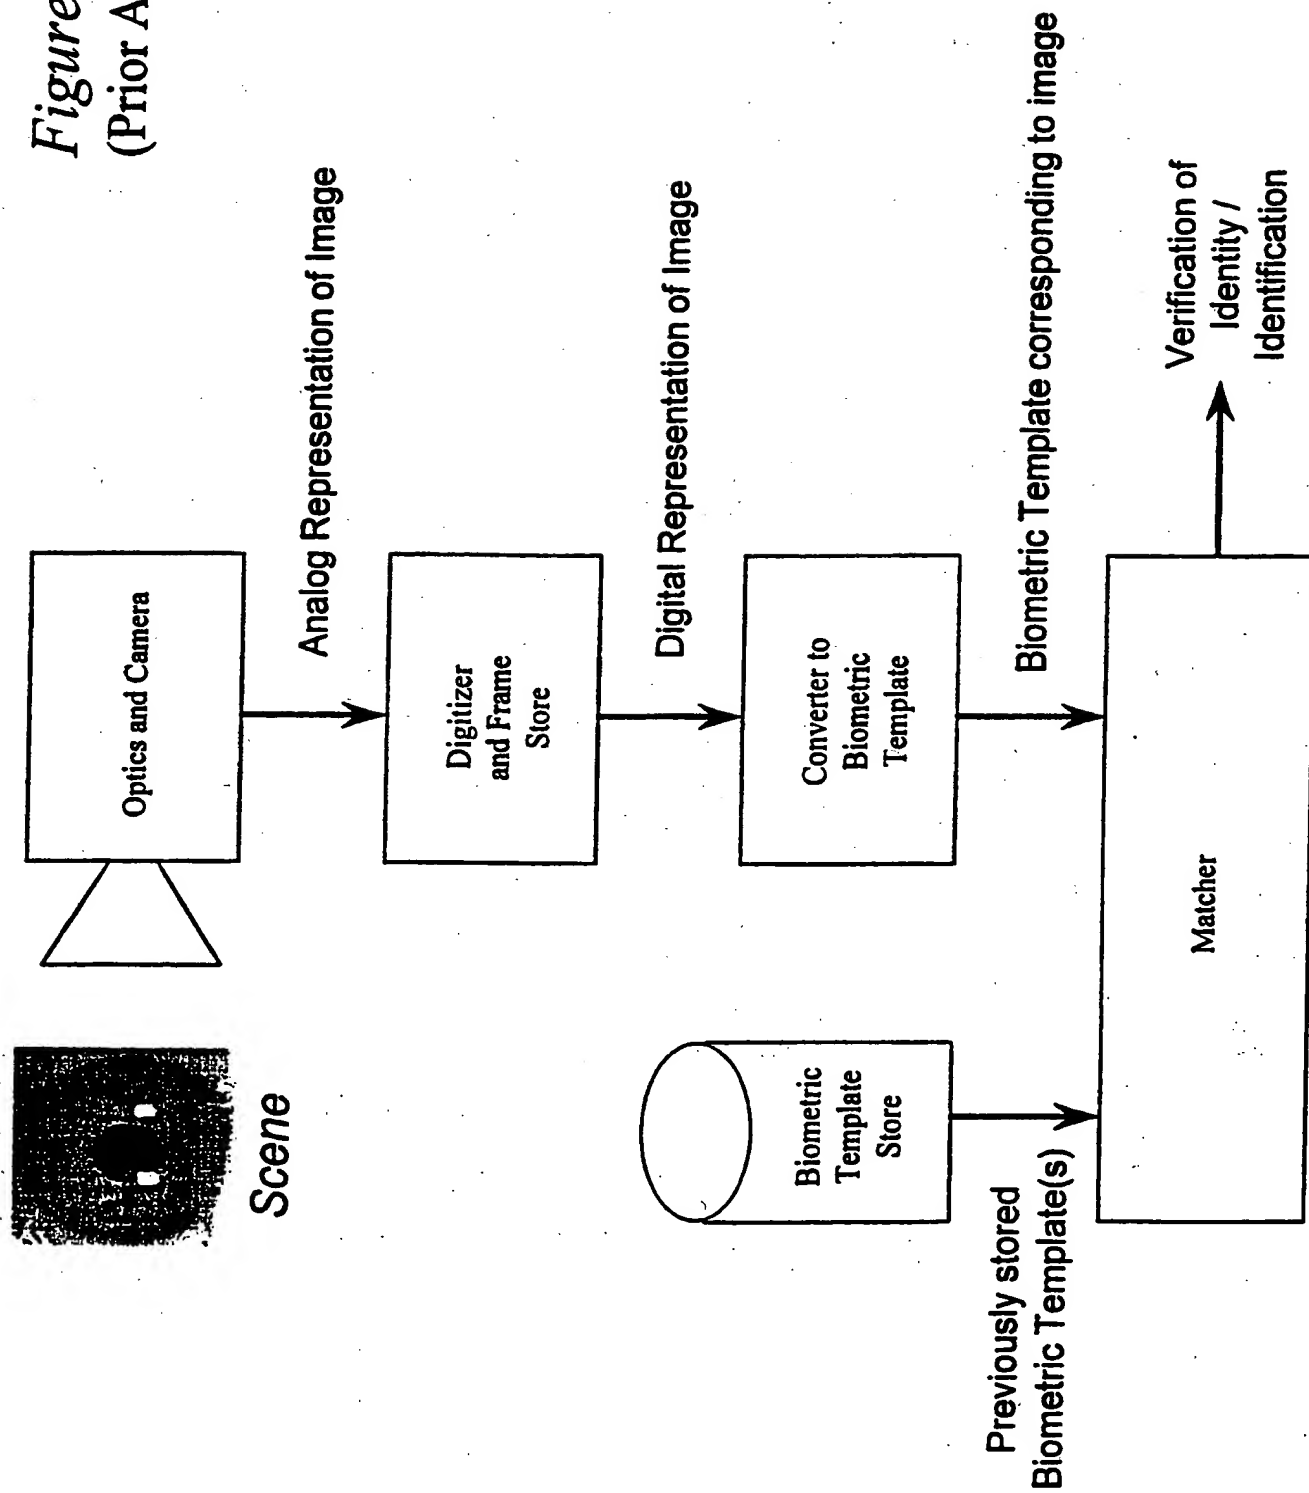 Figure
(Prior A
Scene
Optics and Camera
Analog Representation of Image
Digitizer
and Frame
Store
Digital Representation of Image
Converter to
Biometric
Template
Biometric Template corresponding to image
Biometric
Template
Store
Previously stored
Biometric Template(s)
Matcher
Verification of
Identity /
Identification